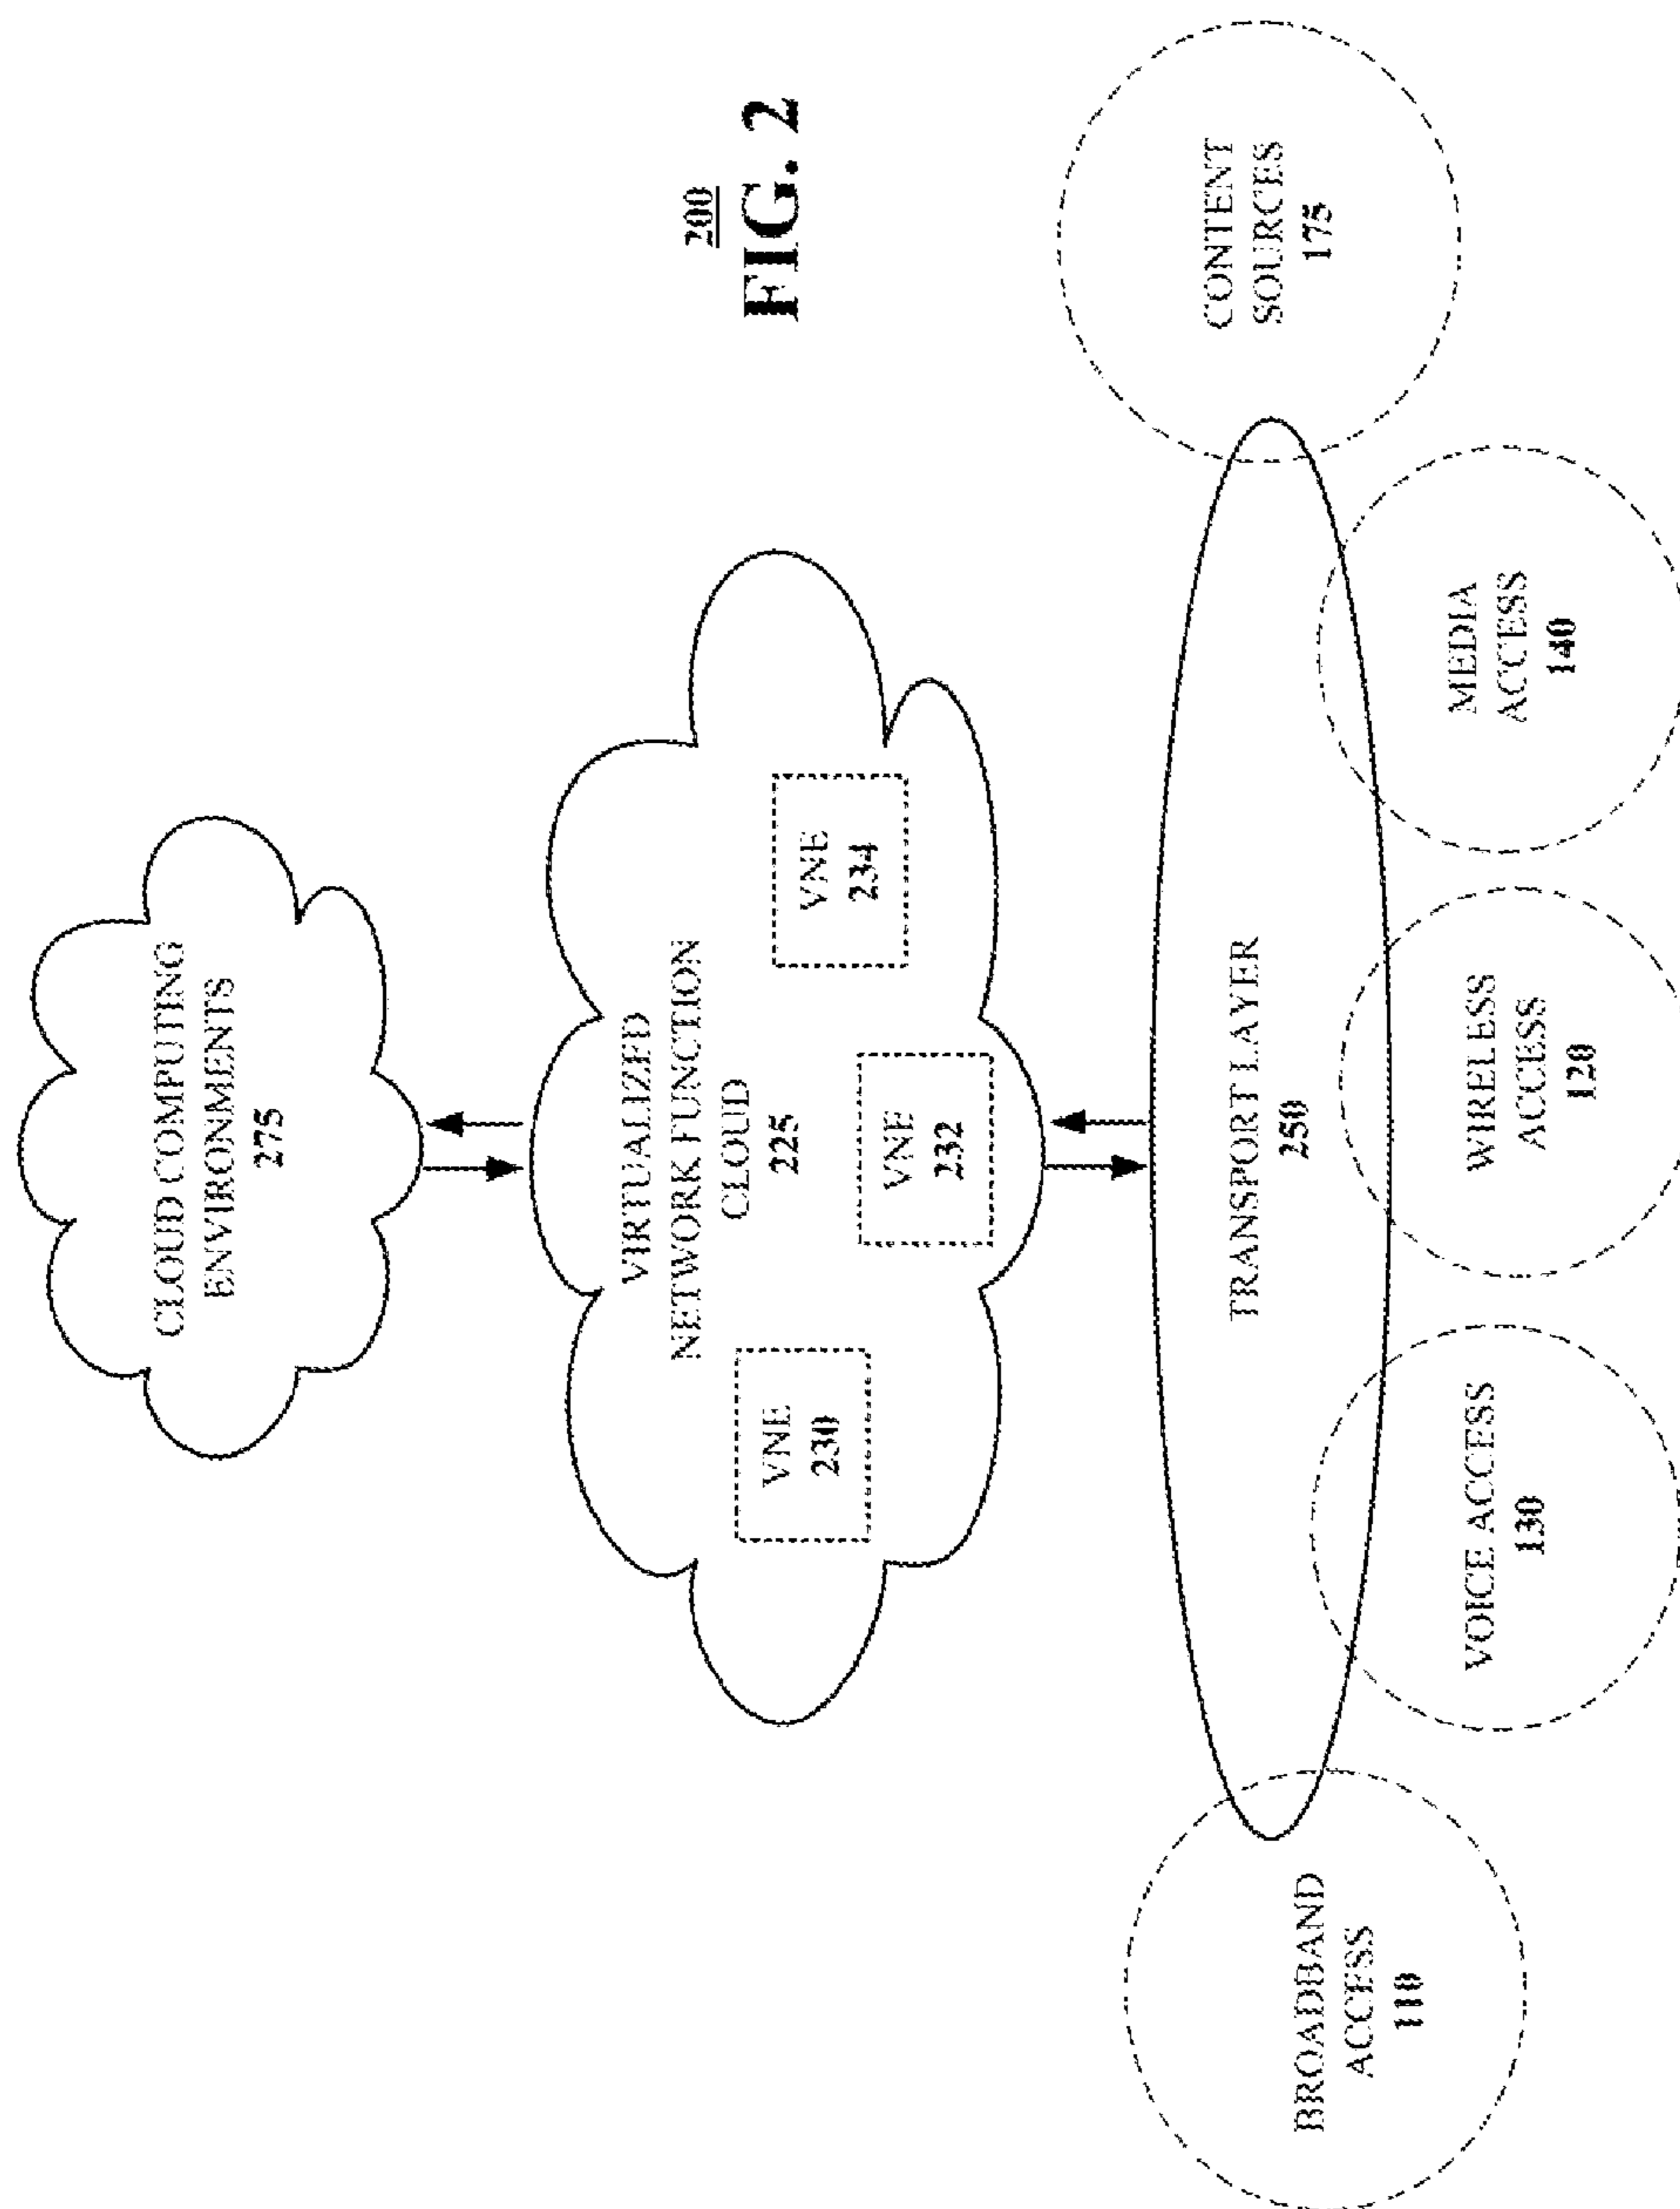 CLOUD COMPUTING
ENVIRONMENTS
275
VIRTUALIZED
NETWORK FUNCTION
CLOUD
225
VNE
230
VNE
232
VNE
234
200
FIG. 2
TRANSPORT LAYER
250
BROADBAND
ACCESS
110
VOICE ACCESS
130
WIRELESS
ACCESS
120
MEDIA
ACCESS
140
CONTENT
SOURCES
175